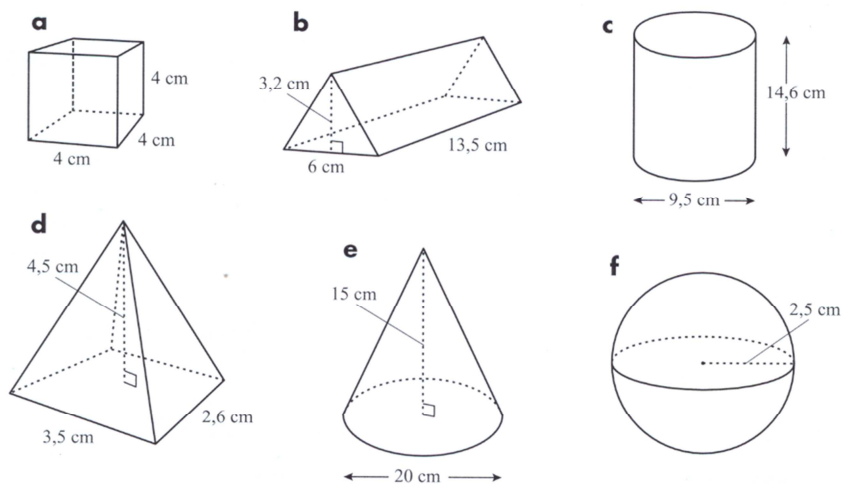 a
4 cm
4 cm
4 cm
b
3,2 cm
6 cm
13,5 cm
c
14,6 cm
9,5 cm
d
4,5 cm
3,5 cm
2,6 cm
e
15 cm
20 cm
f
2,5 cm